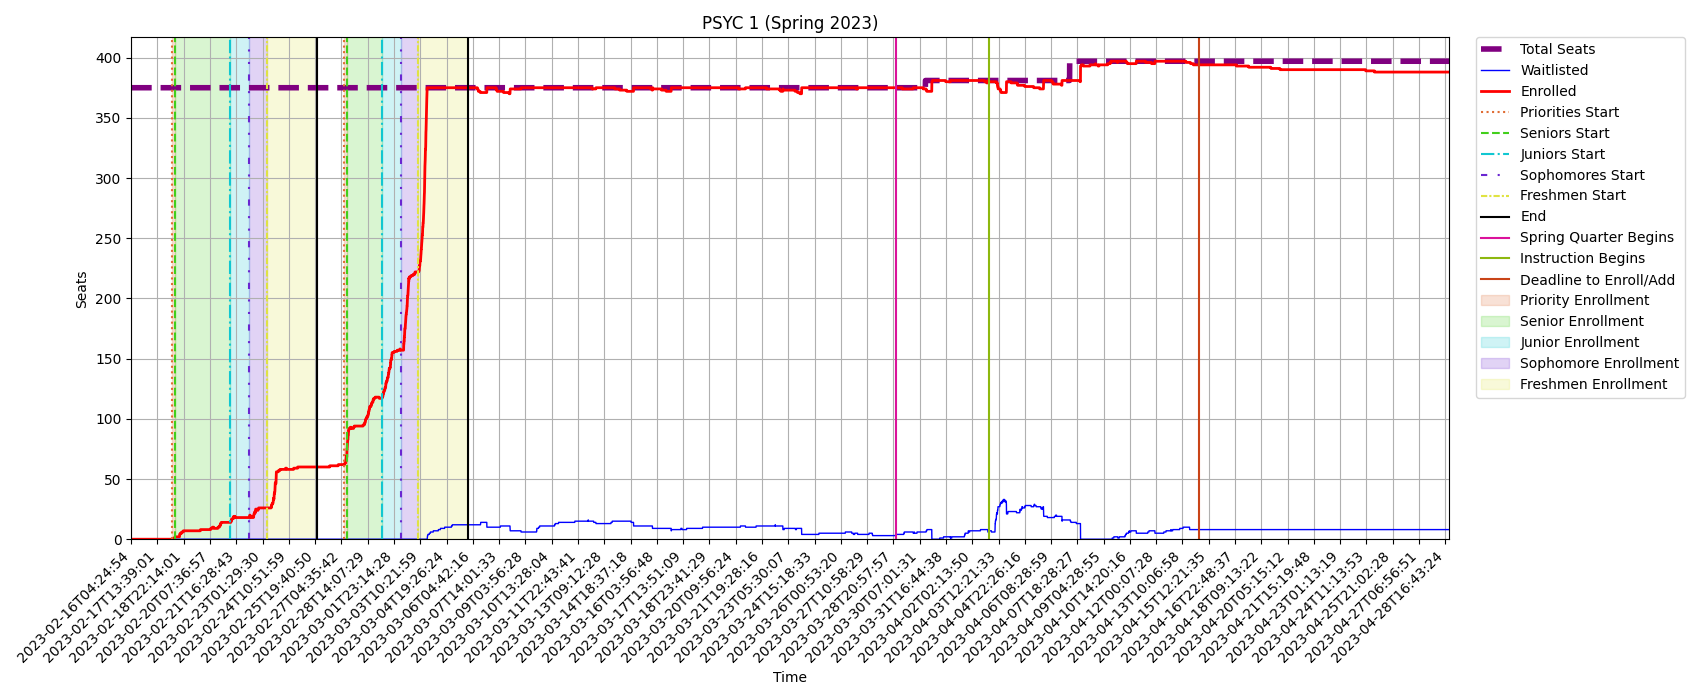 PSYC 1 (Spring 2023)
Seats
400
350
300
250
200
150
100
50
0
2023-02-16T04:24:54
2023-02-17T13:39:01
2023-02-18T22:14:01
2023-02-20T07:36:57
2023-02-21T16:28:43
2023-02-23T01:29:30
2023-02-24T10:51:59
2023-02-25T19:40:50
2023-02-27T04:35:42
2023-02-28T14:07:29
2023-03-01T23:14:28
2023-03-03T10:21:59
2023-03-04T19:26:24
2023-03-06T04:42:16
2023-03-07T14:01:33
2023-03-09T03:56:28
2023-03-10T13:28:04
2023-03-11T22:43:41
2023-03-13T09:12:28
2023-03-14T18:37:18
2023-03-16T03:56:48
2023-03-17T13:51:09
2023-03-18T23:41:29
2023-03-20T09:56:24
2023-03-21T19:28:16
2023-03-23T05:30:07
2023-03-24T15:18:33
2023-03-26T00:53:20
2023-03-27T10:58:29
2023-03-28T20:57:57
2023-03-30T07:01:31
2023-03-31T16:44:38
2023-04-02T02:13:50
2023-04-03T12:21:33
2023-04-04T22:26:16
2023-04-06T08:28:59
2023-04-07T18:28:27
2023-04-09T04:28:55
2023-04-10T14:20:16
2023-04-12T00:07:28
2023-04-13T10:06:58
2023-04-15T12:21:35
2023-04-16T22:48:37
2023-04-18T09:13:22
2023-04-20T05:15:12
2023-04-21T15:19:48
2023-04-23T01:13:19
2023-04-24T11:13:53
2023-04-25T21:02:28
2023-04-27T06:56:51
2023-04-28T16:43:24
Time
Total Seats
Waitlisted
Enrolled
Priorities Start
Seniors Start
Juniors Start
Sophomores Start
Freshmen Start
End
Spring Quarter Begins
Instruction Begins
Deadline to Enroll/Add
Priority Enrollment
Senior Enrollment
Junior Enrollment
Sophomore Enrollment
Freshmen Enrollment